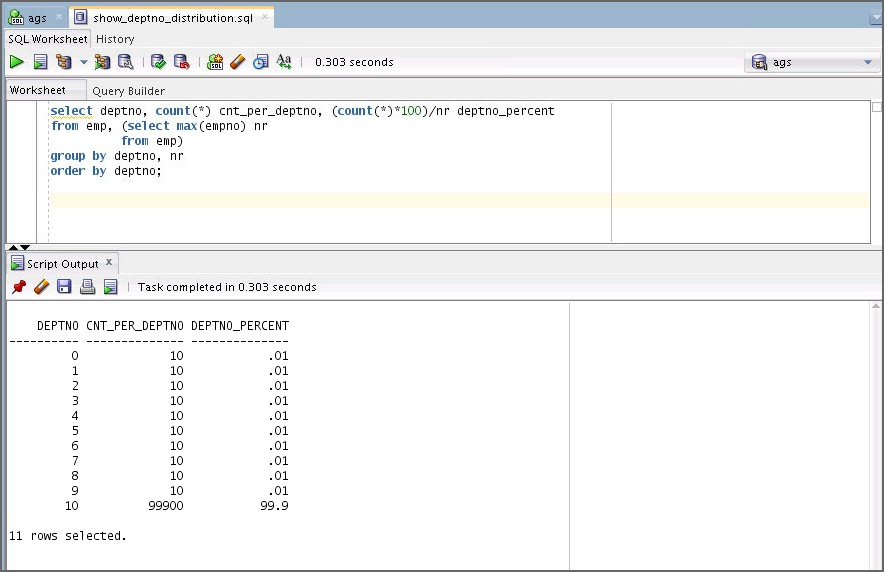 ags show_deptno_distribution.sql
SQL Worksheet History
0.303 seconds ags
Worksheet Query Builder
select deptno, count(*) cnt_per_deptno, (count(*)*100)/nr deptno_percent
from emp, (select max(empno) nr
from emp)
group by deptno, nr
order by deptno;
Script Output
Task completed in 0.303 seconds
DEPTNO CNT_PER_DEPTNO DEPTNO_PERCENT
---------- -------------- --------------
0 10 .01
1 10 .01
2 10 .01
3 10 .01
4 10 .01
5 10 .01
6 10 .01
7 10 .01
8 10 .01
9 10 .01
10 99900 99.9
11 rows selected.